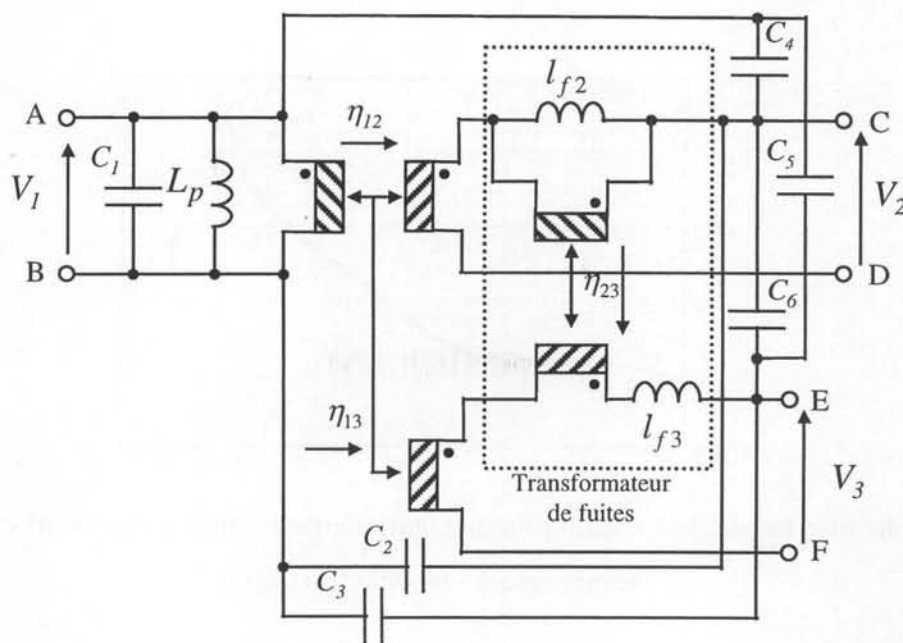 C4
lf2
A
η12
C
C1
Lp
C5
V1
V2
B
η23
C6
D
η13
lf3
E
Transformateur
de fuites
V3
C2
F
C3